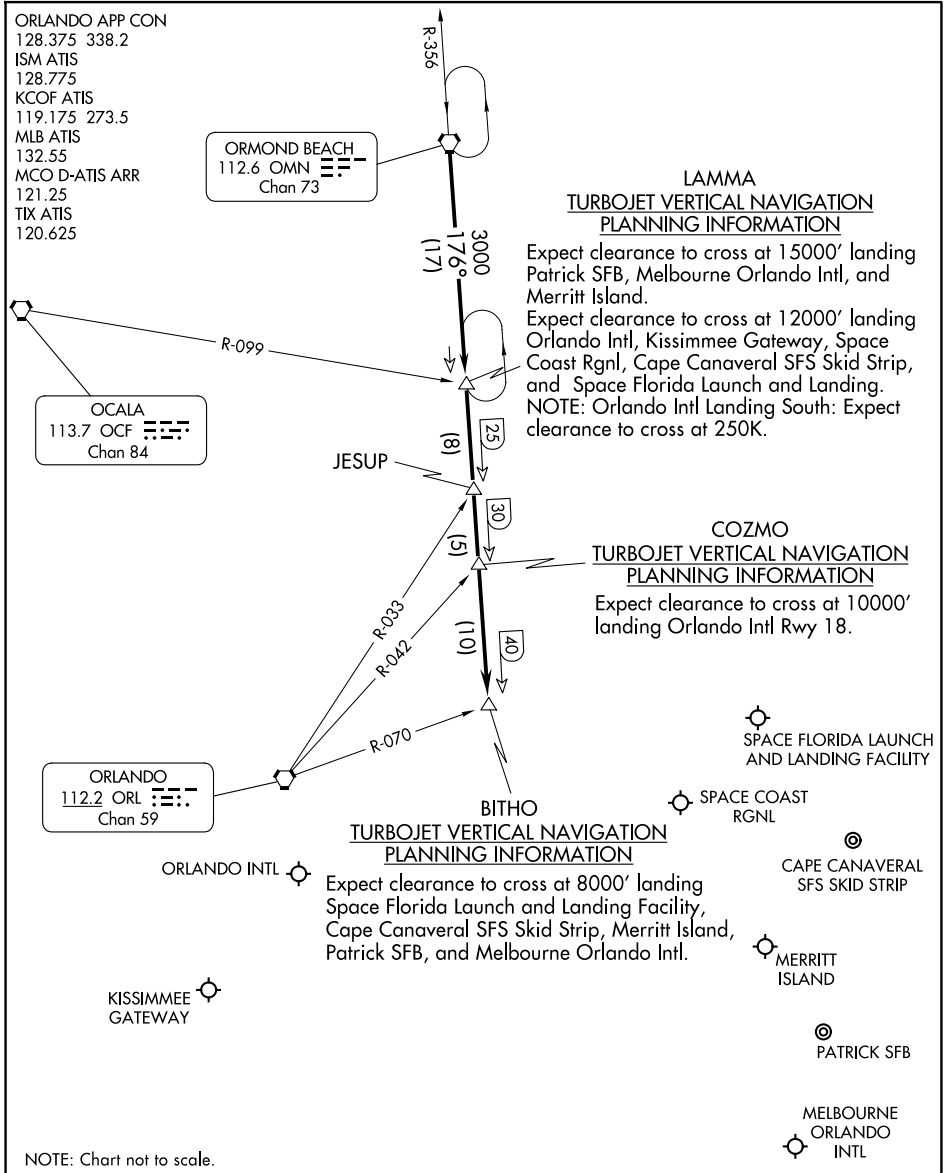 ORLANDO APP CON
128.375 338.2
ISM ATIS
128.775
KCOF ATIS
119.175 273.5
MLB ATIS
132.55
MCO D-ATIS ARR
121.25
TIX ATIS
120.625
R-356
ORMOND BEACH
112.6 OMN
Chan 73
3000
176°
(17)
LAMMA
TURBOJET VERTICAL NAVIGATION
PLANNING INFORMATION
Expect clearance to cross at 15000' landing
Patrick SFB, Melbourne Orlando Intl, and
Merritt Island.
Expect clearance to cross at 12000' landing
Orlando Intl, Kissimmee Gateway, Space
Coast Rgnl, Cape Canaveral SFS Skid Strip,
and Space Florida Launch and Landing.
NOTE: Orlando Intl Landing South: Expect
clearance to cross at 250K.
R-099
OCALA
113.7 OCF
Chan 84
25
(8)
JESUP
30
(5)
COZMO
TURBOJET VERTICAL NAVIGATION
PLANNING INFORMATION
Expect clearance to cross at 10000'
landing Orlando Intl Rwy 18.
R-033
R-042
(10)
40
R-070
ORLANDO
112.2 ORL
Chan 59
BITHO
TURBOJET VERTICAL NAVIGATION
PLANNING INFORMATION
Expect clearance to cross at 8000' landing
Space Florida Launch and Landing Facility,
Cape Canaveral SFS Skid Strip, Merritt Island,
Patrick SFB, and Melbourne Orlando Intl.
SPACE FLORIDA LAUNCH
AND LANDING FACILITY
SPACE COAST
RGNL
CAPE CANAVERAL
SFS SKID STRIP
ORLANDO INTL
MERRITT
ISLAND
KISSIMMEE
GATEWAY
PATRICK SFB
MELBOURNE
ORLANDO
INTL
NOTE: Chart not to scale.